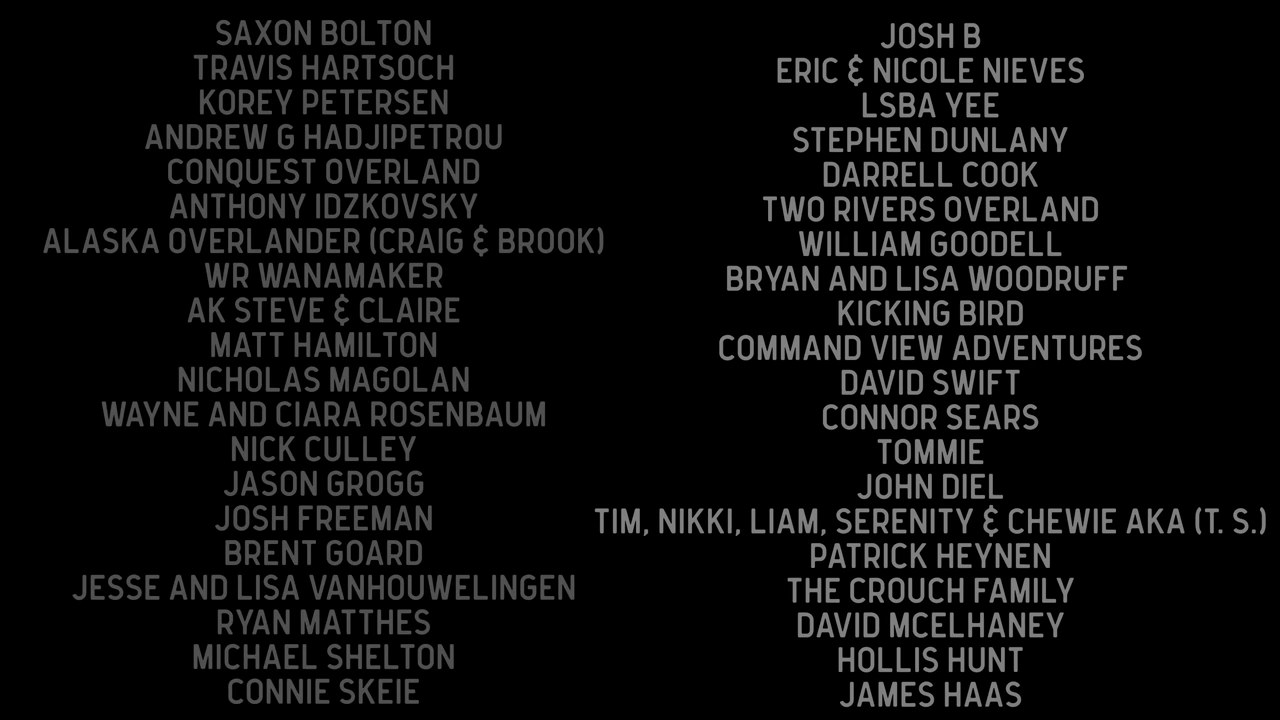 SAXON BOLTON
TRAVIS HARTSOCH
KOREY PETERSEN
ANDREW G HADJIPETROU
CONQUEST OVERLAND
ANTHONY IDZKOVSKY
ALASKA OVERLANDER (CRAIG & BROOK)
WR WANAMAKER
AK STEVE & CLAIRE
MATT HAMILTON
NICHOLAS MAGOLAN
WAYNE AND CIARA ROSENBAUM
NICK CULLEY
JASON GROGG
JOSH FREEMAN
BRENT GOARD
JESSE AND LISA VANHOUWELINGEN
RYAN MATTHES
MICHAEL SHELTON
CONNIE SKEIE
JOSH B
ERIC & NICOLE NIEVES
LSBA YEE
STEPHEN DUNLANY
DARRELL COOK
TWO RIVERS OVERLAND
WILLIAM GOODELL
BRYAN AND LISA WOODRUFF
KICKING BIRD
COMMAND VIEW ADVENTURES
DAVID SWIFT
CONNOR SEARS
TOMMIE
JOHN DIEL
TIM, NIKKI, LIAM, SERENITY & CHEWIE AKA (T. S.)
PATRICK HEYNEN
THE CROUCH FAMILY
DAVID MCELHANEY
HOLLIS HUNT
JAMES HAAS